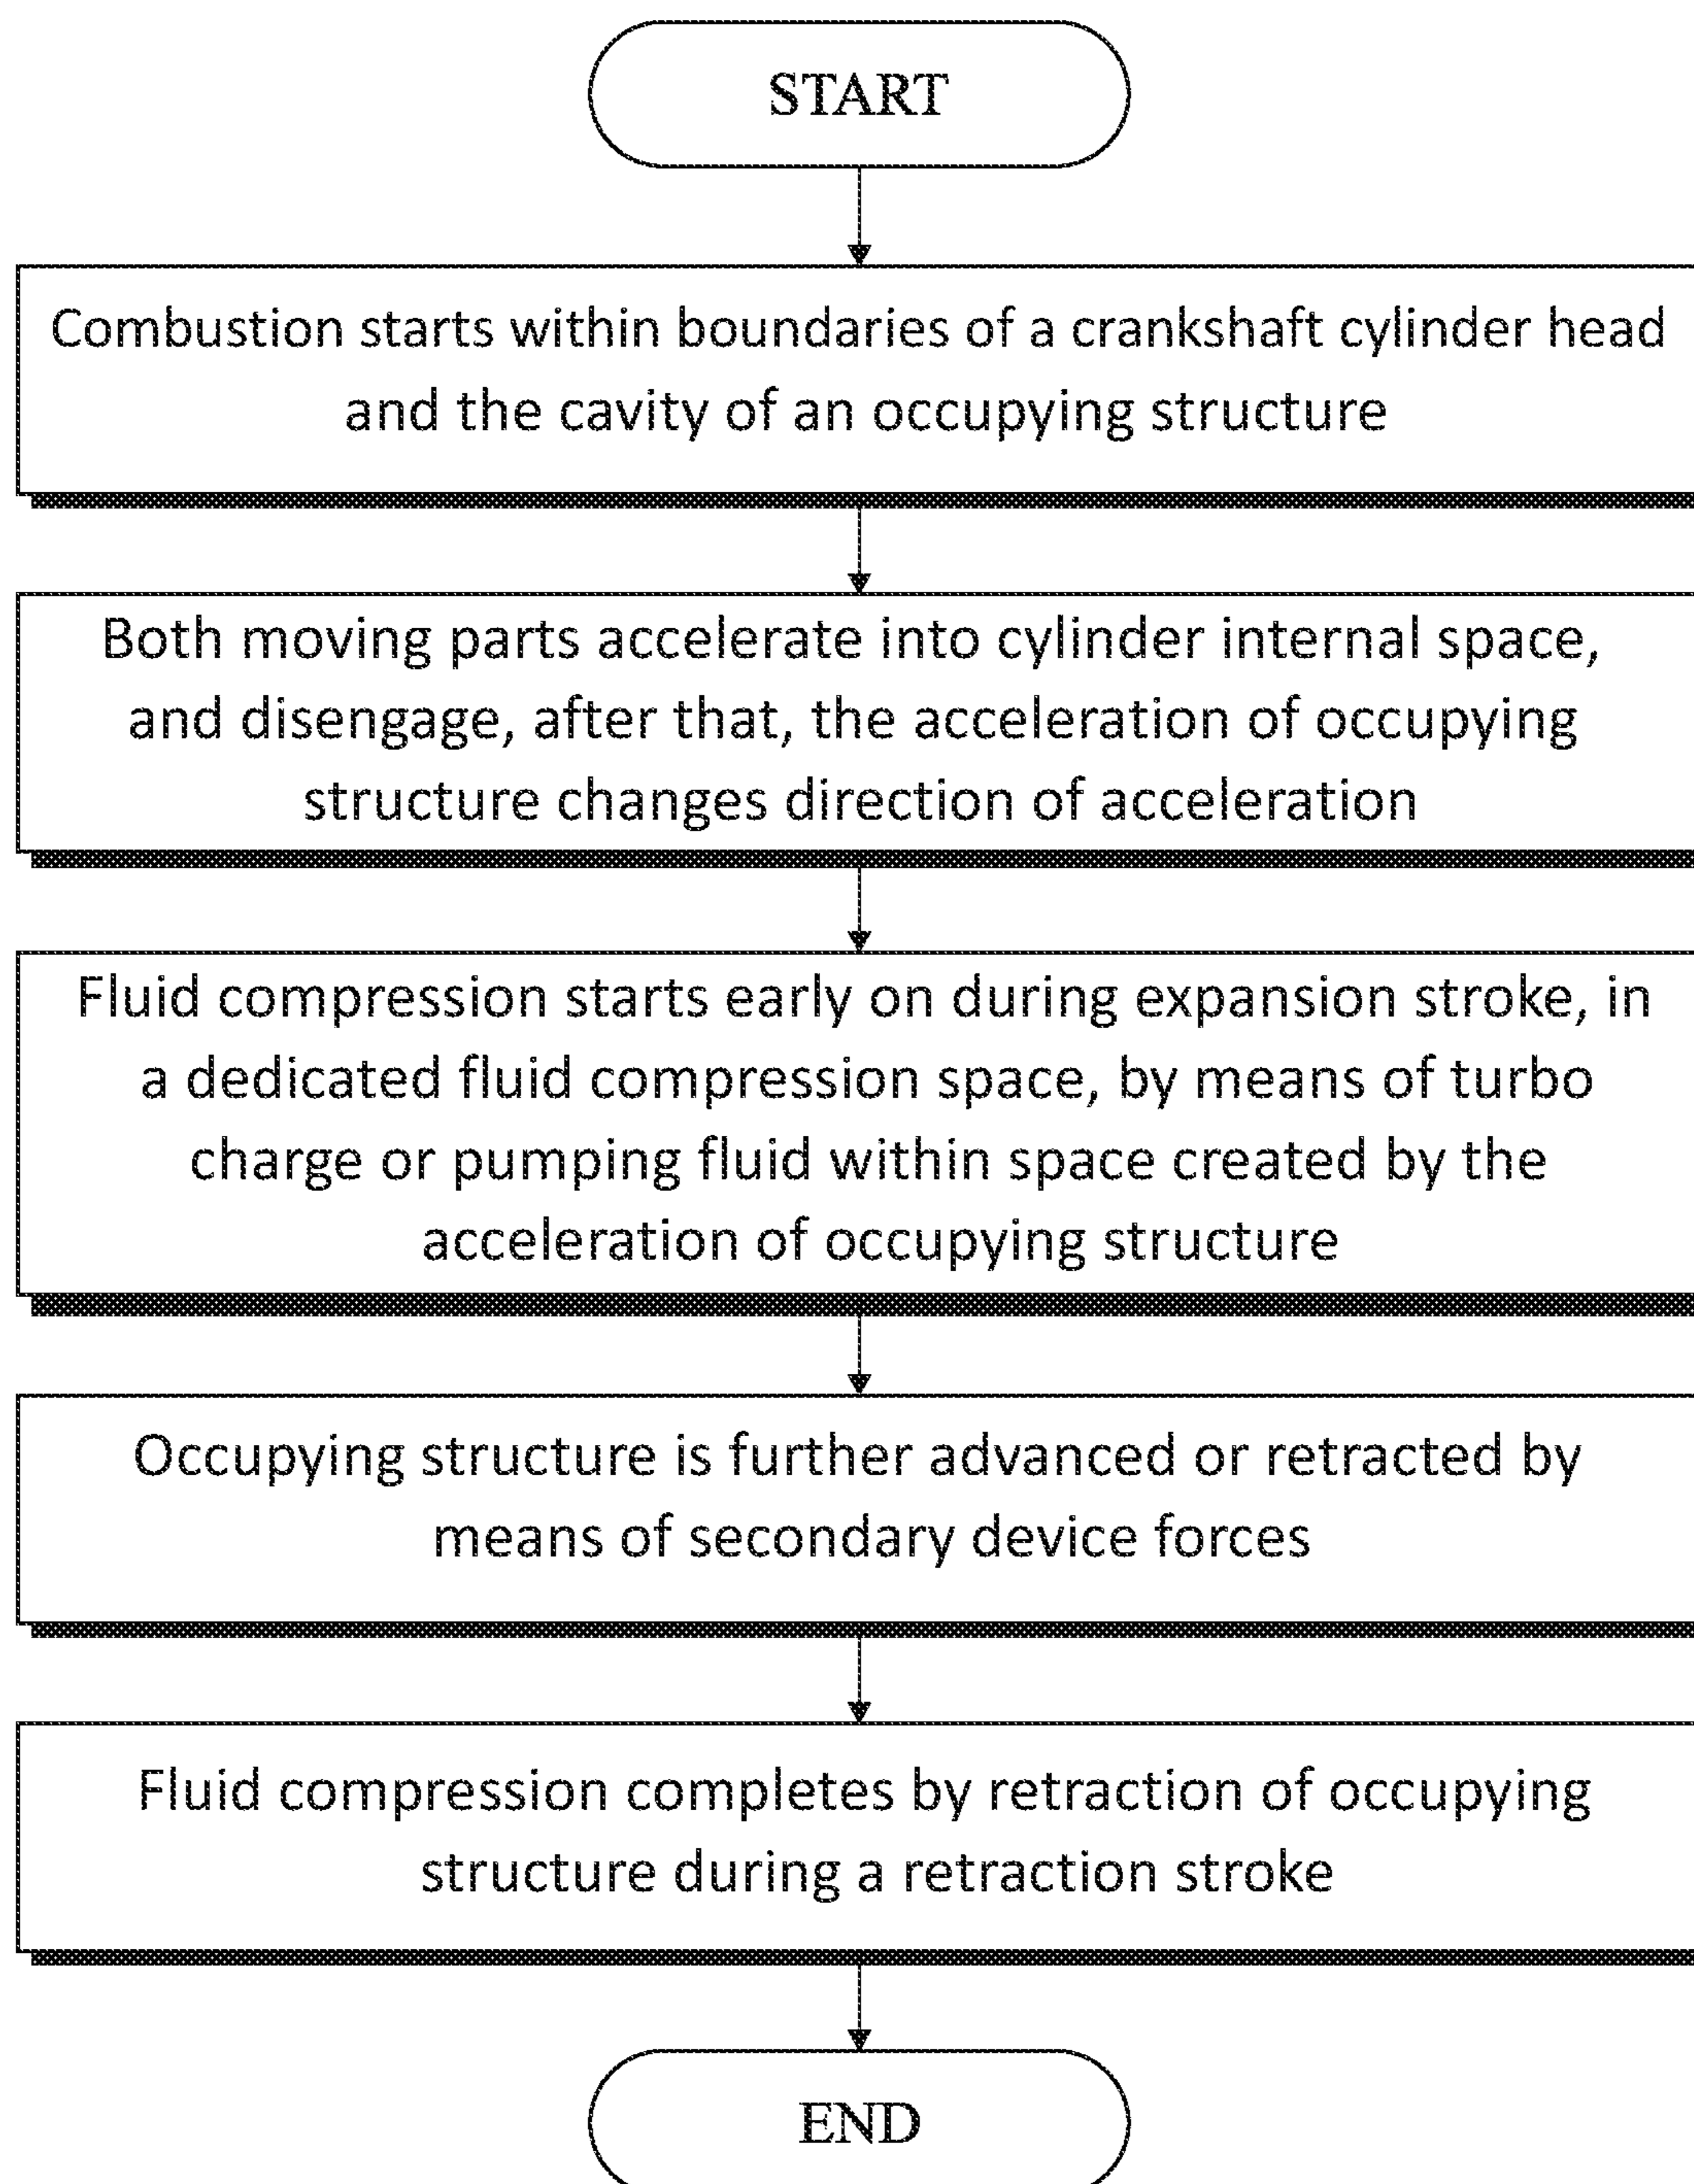 START
Combustion starts within boundaries of a crankshaft cylinder head
and the cavity of an occupying structure
Both moving parts accelerate into cylinder internal space,
and disengage, after that, the acceleration of occupying
structure changes direction of acceleration
Fluid compression starts early on during expansion stroke, in
a dedicated fluid compression space, by means of turbo
charge or pumping fluid within space created by the
acceleration of occupying structure
Occupying structure is further advanced or retracted by
means of secondary device forces
Fluid compression completes by retraction of occupying
structure during a retraction stroke
END